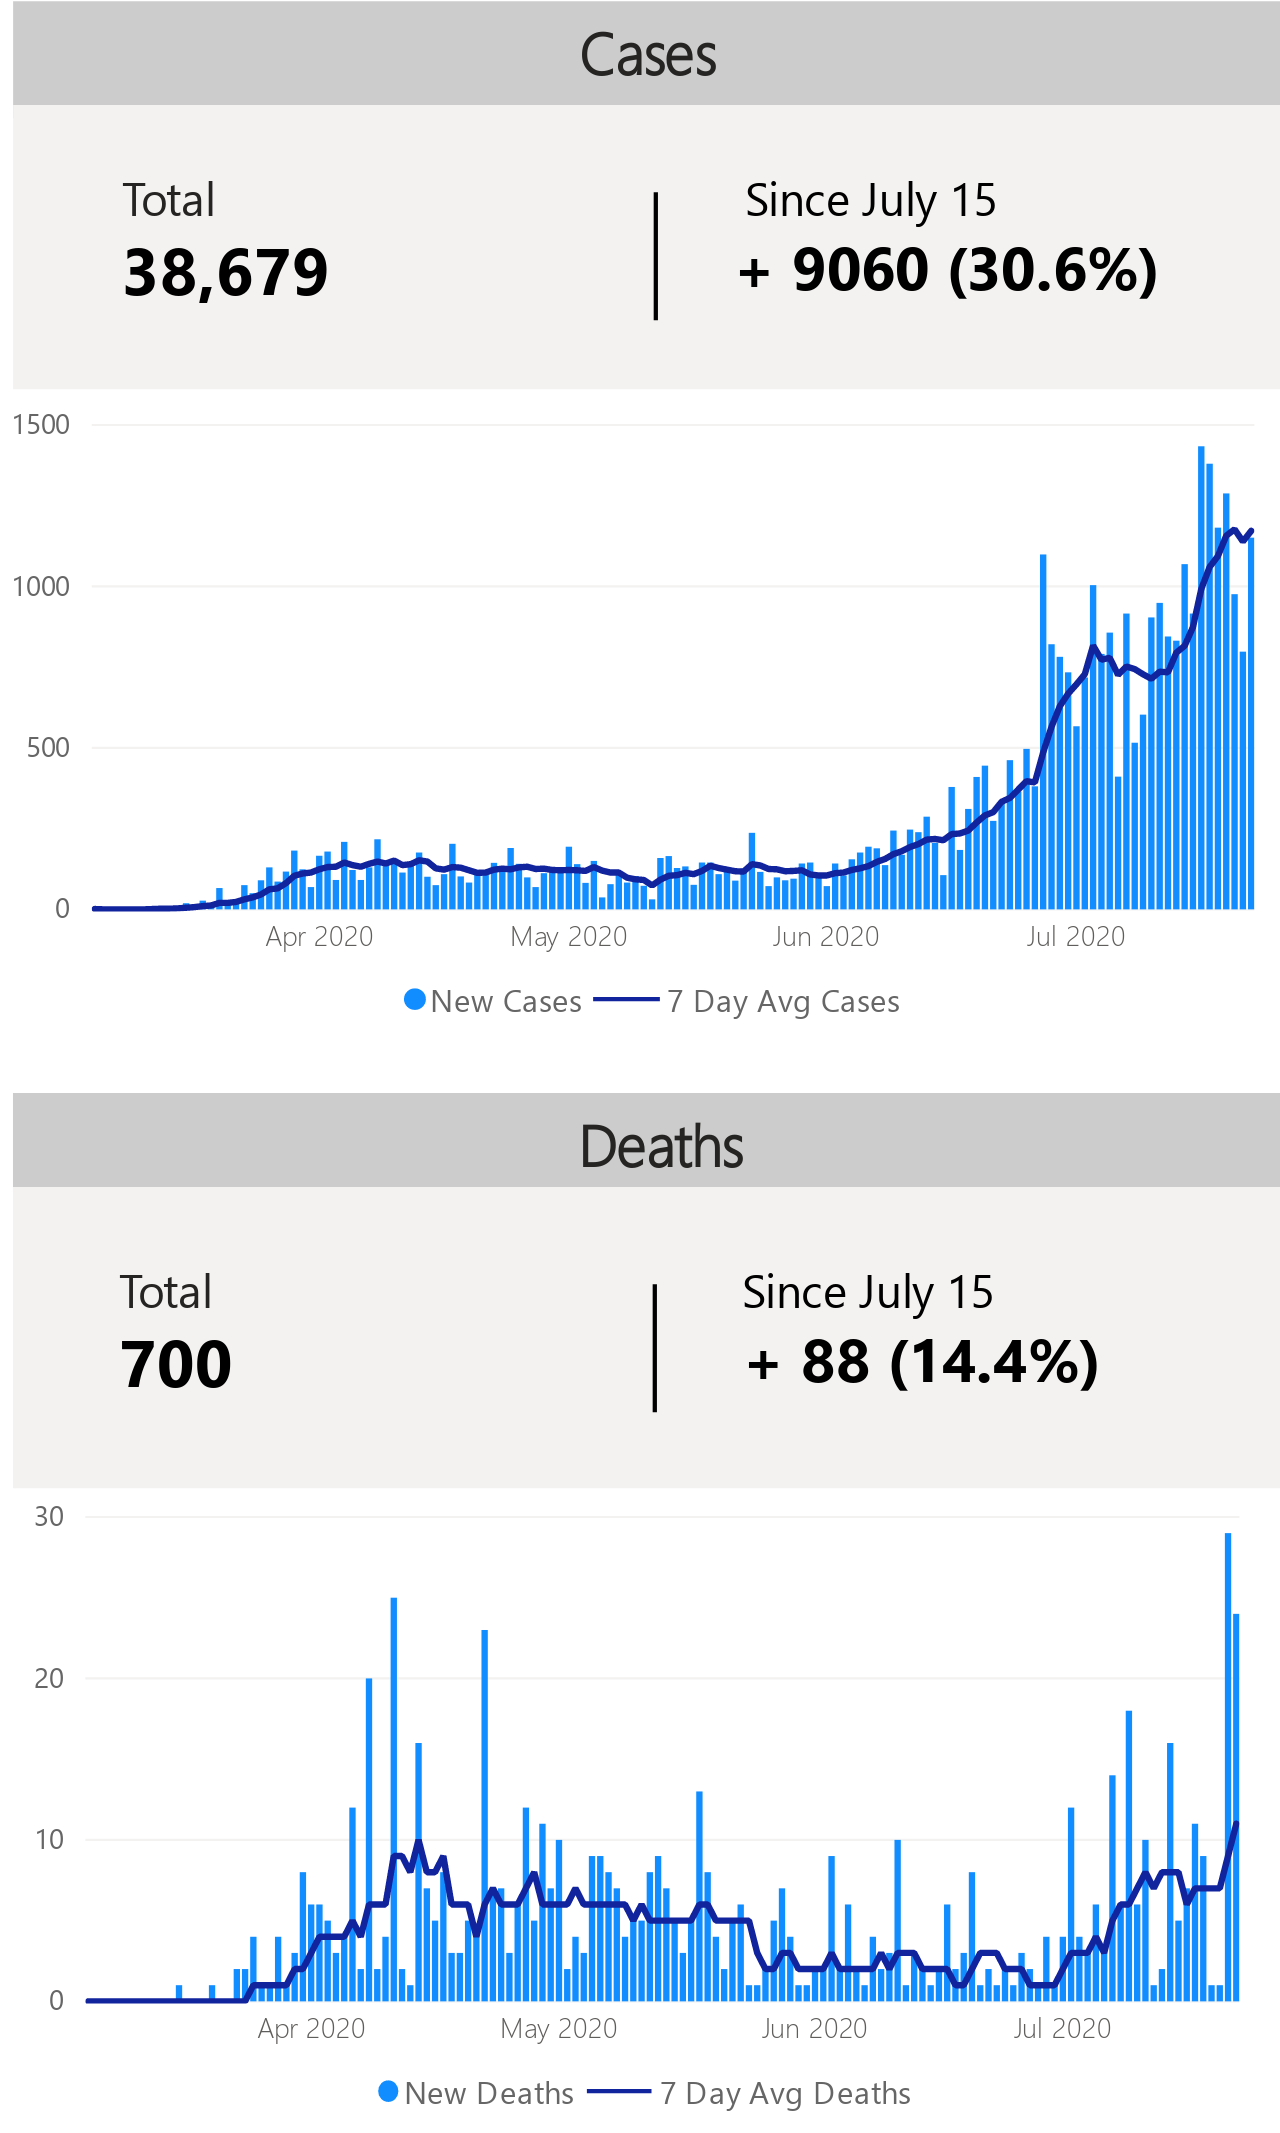 Cases
Total
Since July 15
38,679
+ 9060 (30.6%)
1500
1000
500
0
Apr 2020
May 2020
Jun 2020
Jul 2020
New Cases
7 Day Avg Cases
Deaths
Total
Since July 15
700
+ 88 (14.4%)
30
20
10
0
Apr 2020
May 2020
Jun 2020
Jul 2020
New Deaths
7 Day Avg Deaths